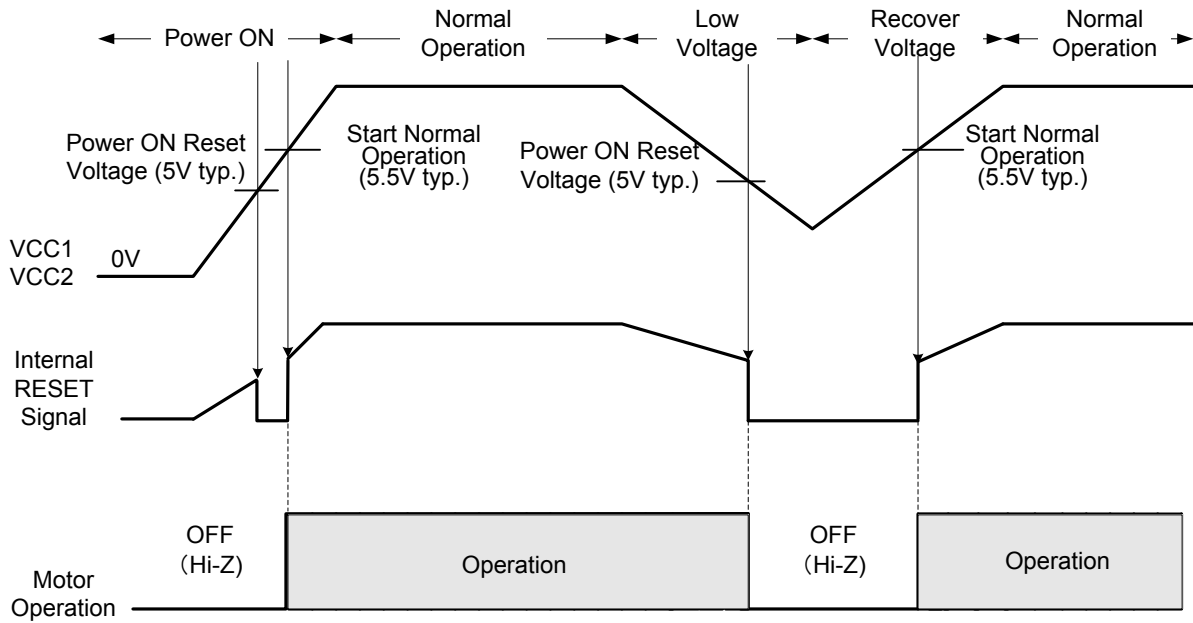 Power ON
Normal
Operation
Low
Voltage
Recover
Voltage
Normal
Operation
Power ON Reset
Voltage (5V typ.)
Start Normal
Operation
(5.5V typ.)
Power ON Reset
Voltage (5V typ.)
Start Normal
Operation
(5.5V typ.)
VCC1
VCC2
0V
Internal
RESET
Signal
OFF
（Hi-Z)
Operation
OFF
（Hi-Z)
Operation
Motor
Operation